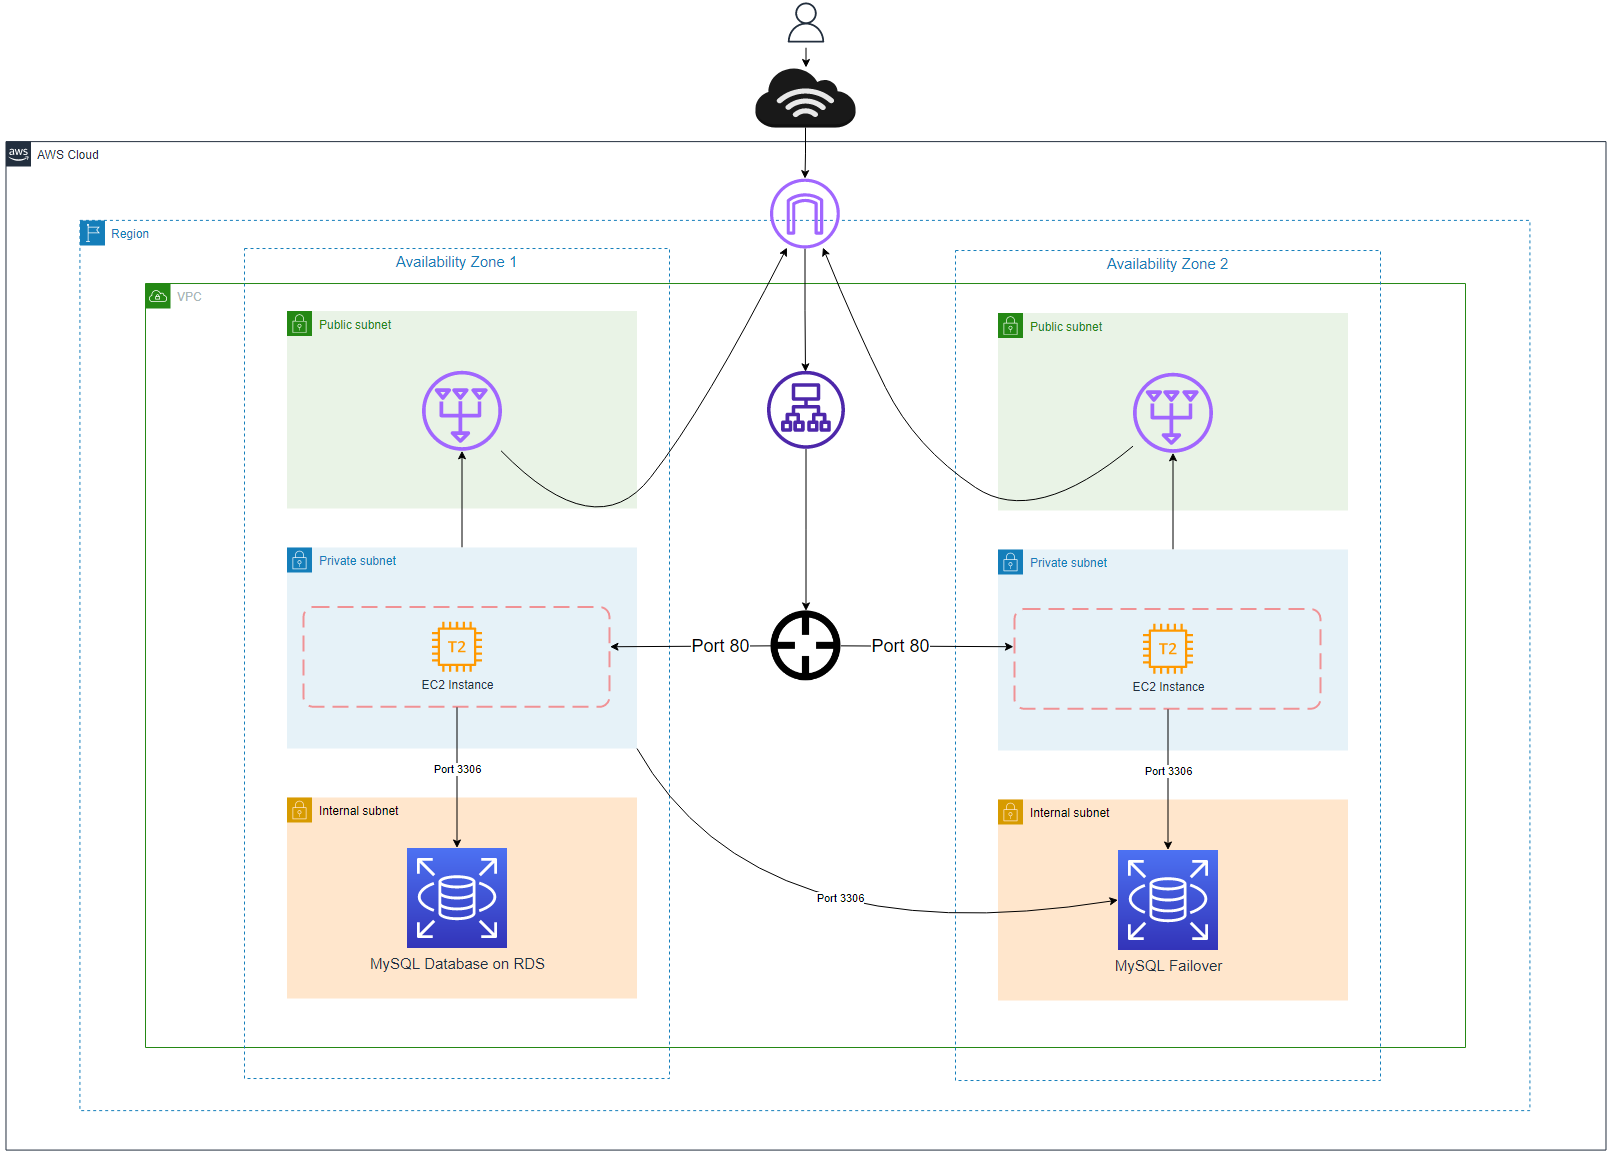 aws
AWS Cloud
Region
Availability Zone 1
Availability Zone 2
VPC
Public subnet
Public subnet
Private subnet
Private subnet
T2
EC2 Instance
Port 80
Port 80
T2
EC2 Instance
Port 3306
Port 3306
Internal subnet
Internal subnet
Port 3306
MySQL Database on RDS
MySQL Failover